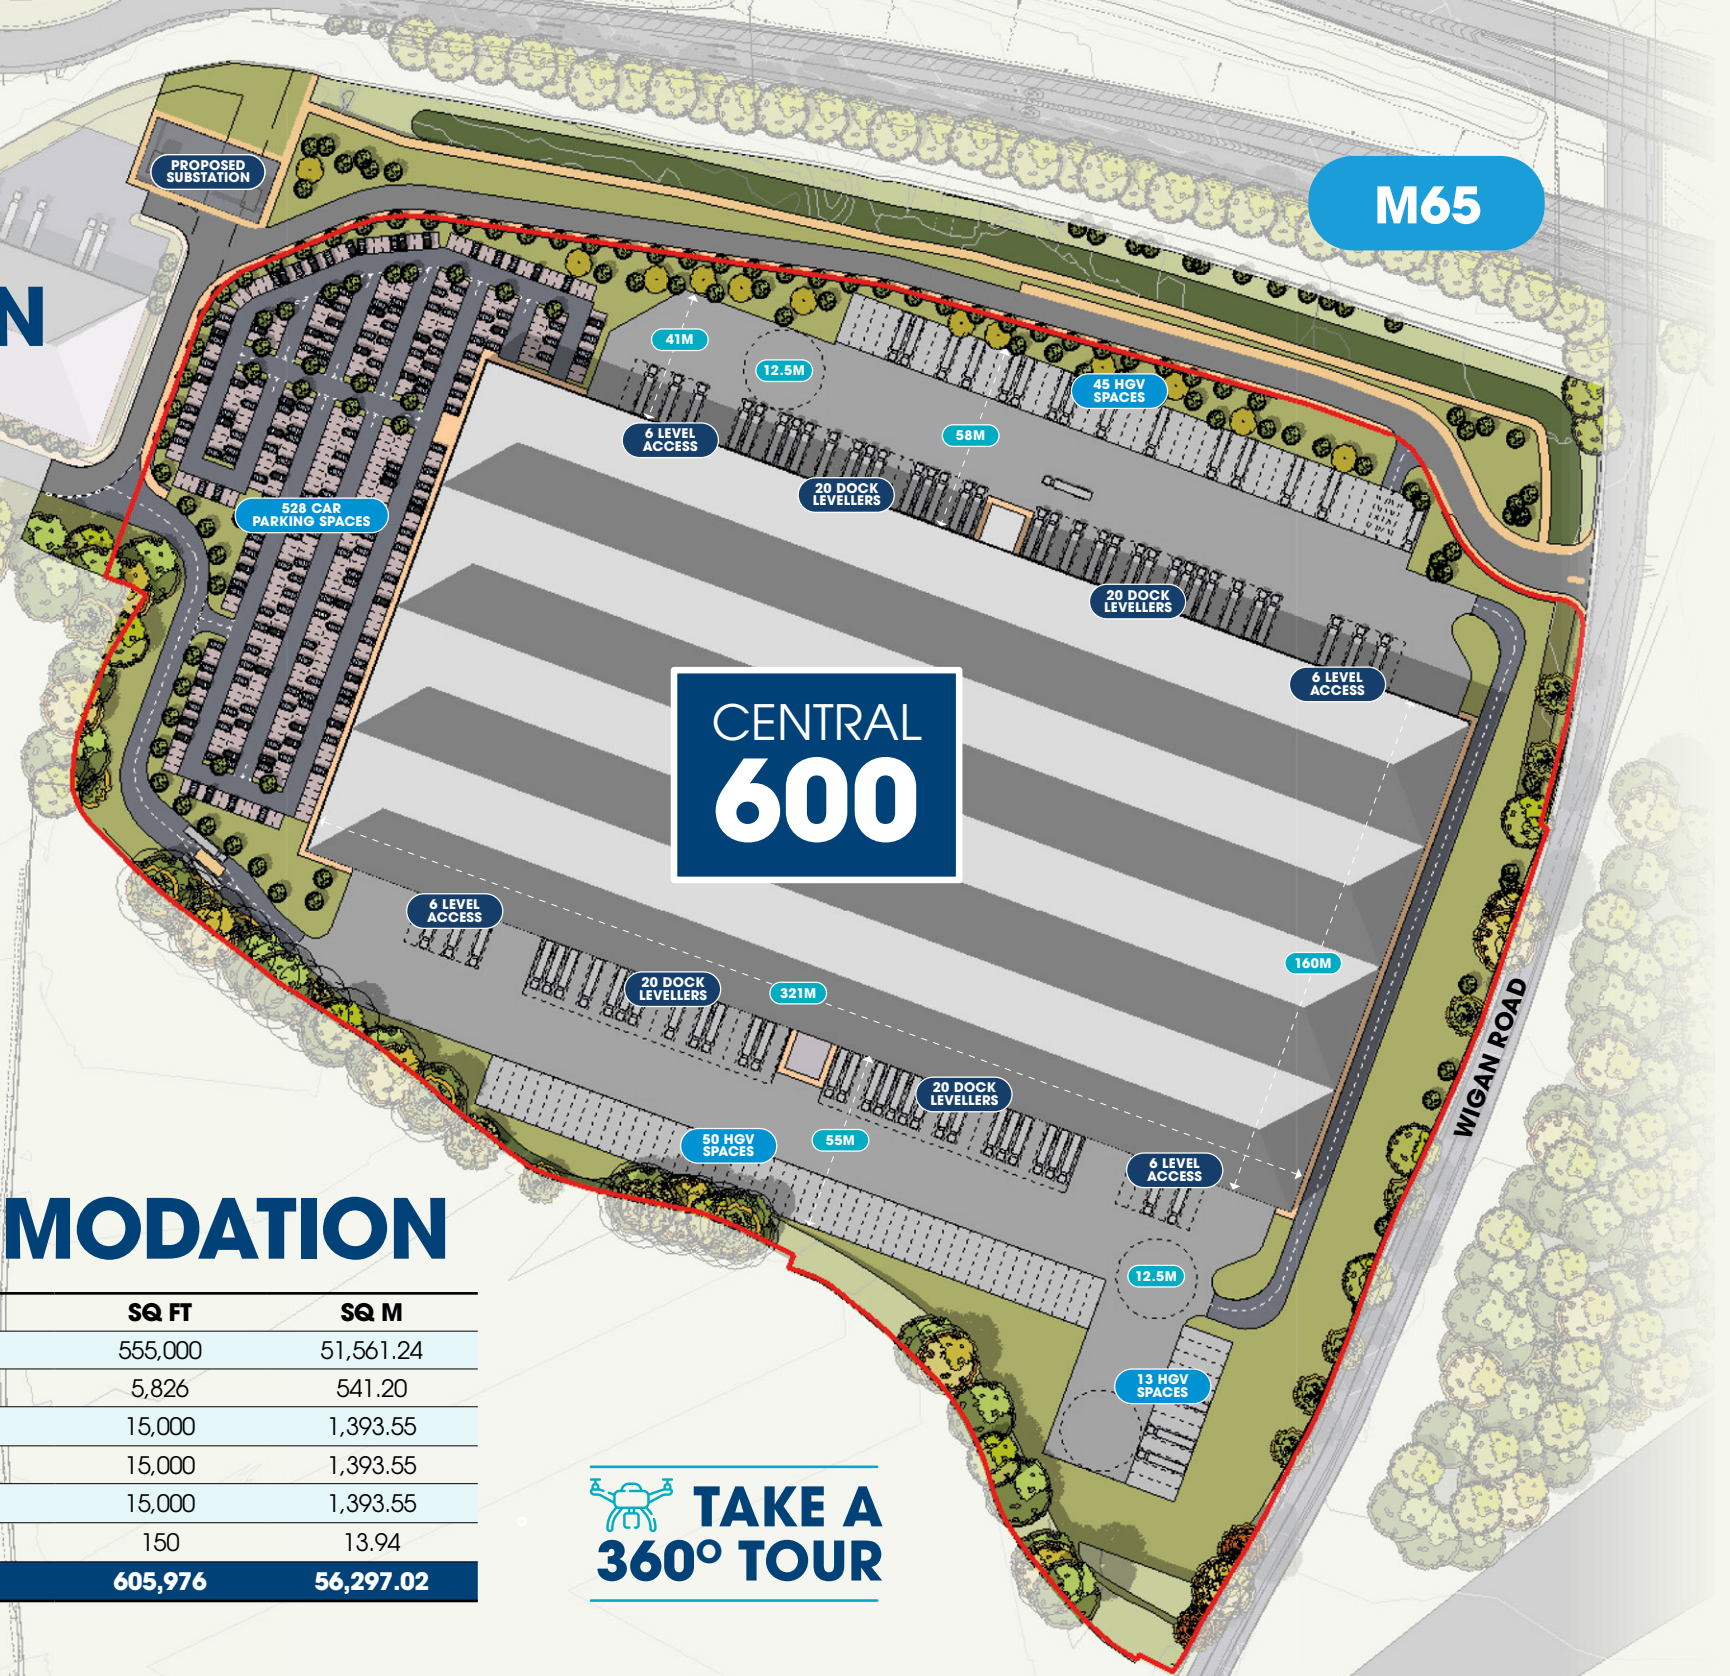 PROPOSED
SUBSTATION
M65
N
41M
12.5M
45 HGV
SPACES
6 LEVEL
ACCESS
58M
20 DOCK
LEVELLERS
528 CAR
PARKING SPACES
20 DOCK
LEVELLERS
6 LEVEL
ACCESS
CENTRAL
600
6 LEVEL
ACCESS
160M
20 DOCK
LEVELLERS
321M
WIGAN ROAD
20 DOCK
LEVELLERS
50 HGV
SPACES
55M
6 LEVEL
ACCESS
12.5M
13 HGV
SPACES
MODATION
SQ FT SQ M
555,000 51,561.24
5,826 541.20
15,000 1,393.55
15,000 1,393.55
15,000 1,393.55
150 13.94
605,976 56,297.02
TAKE A
360° TOUR